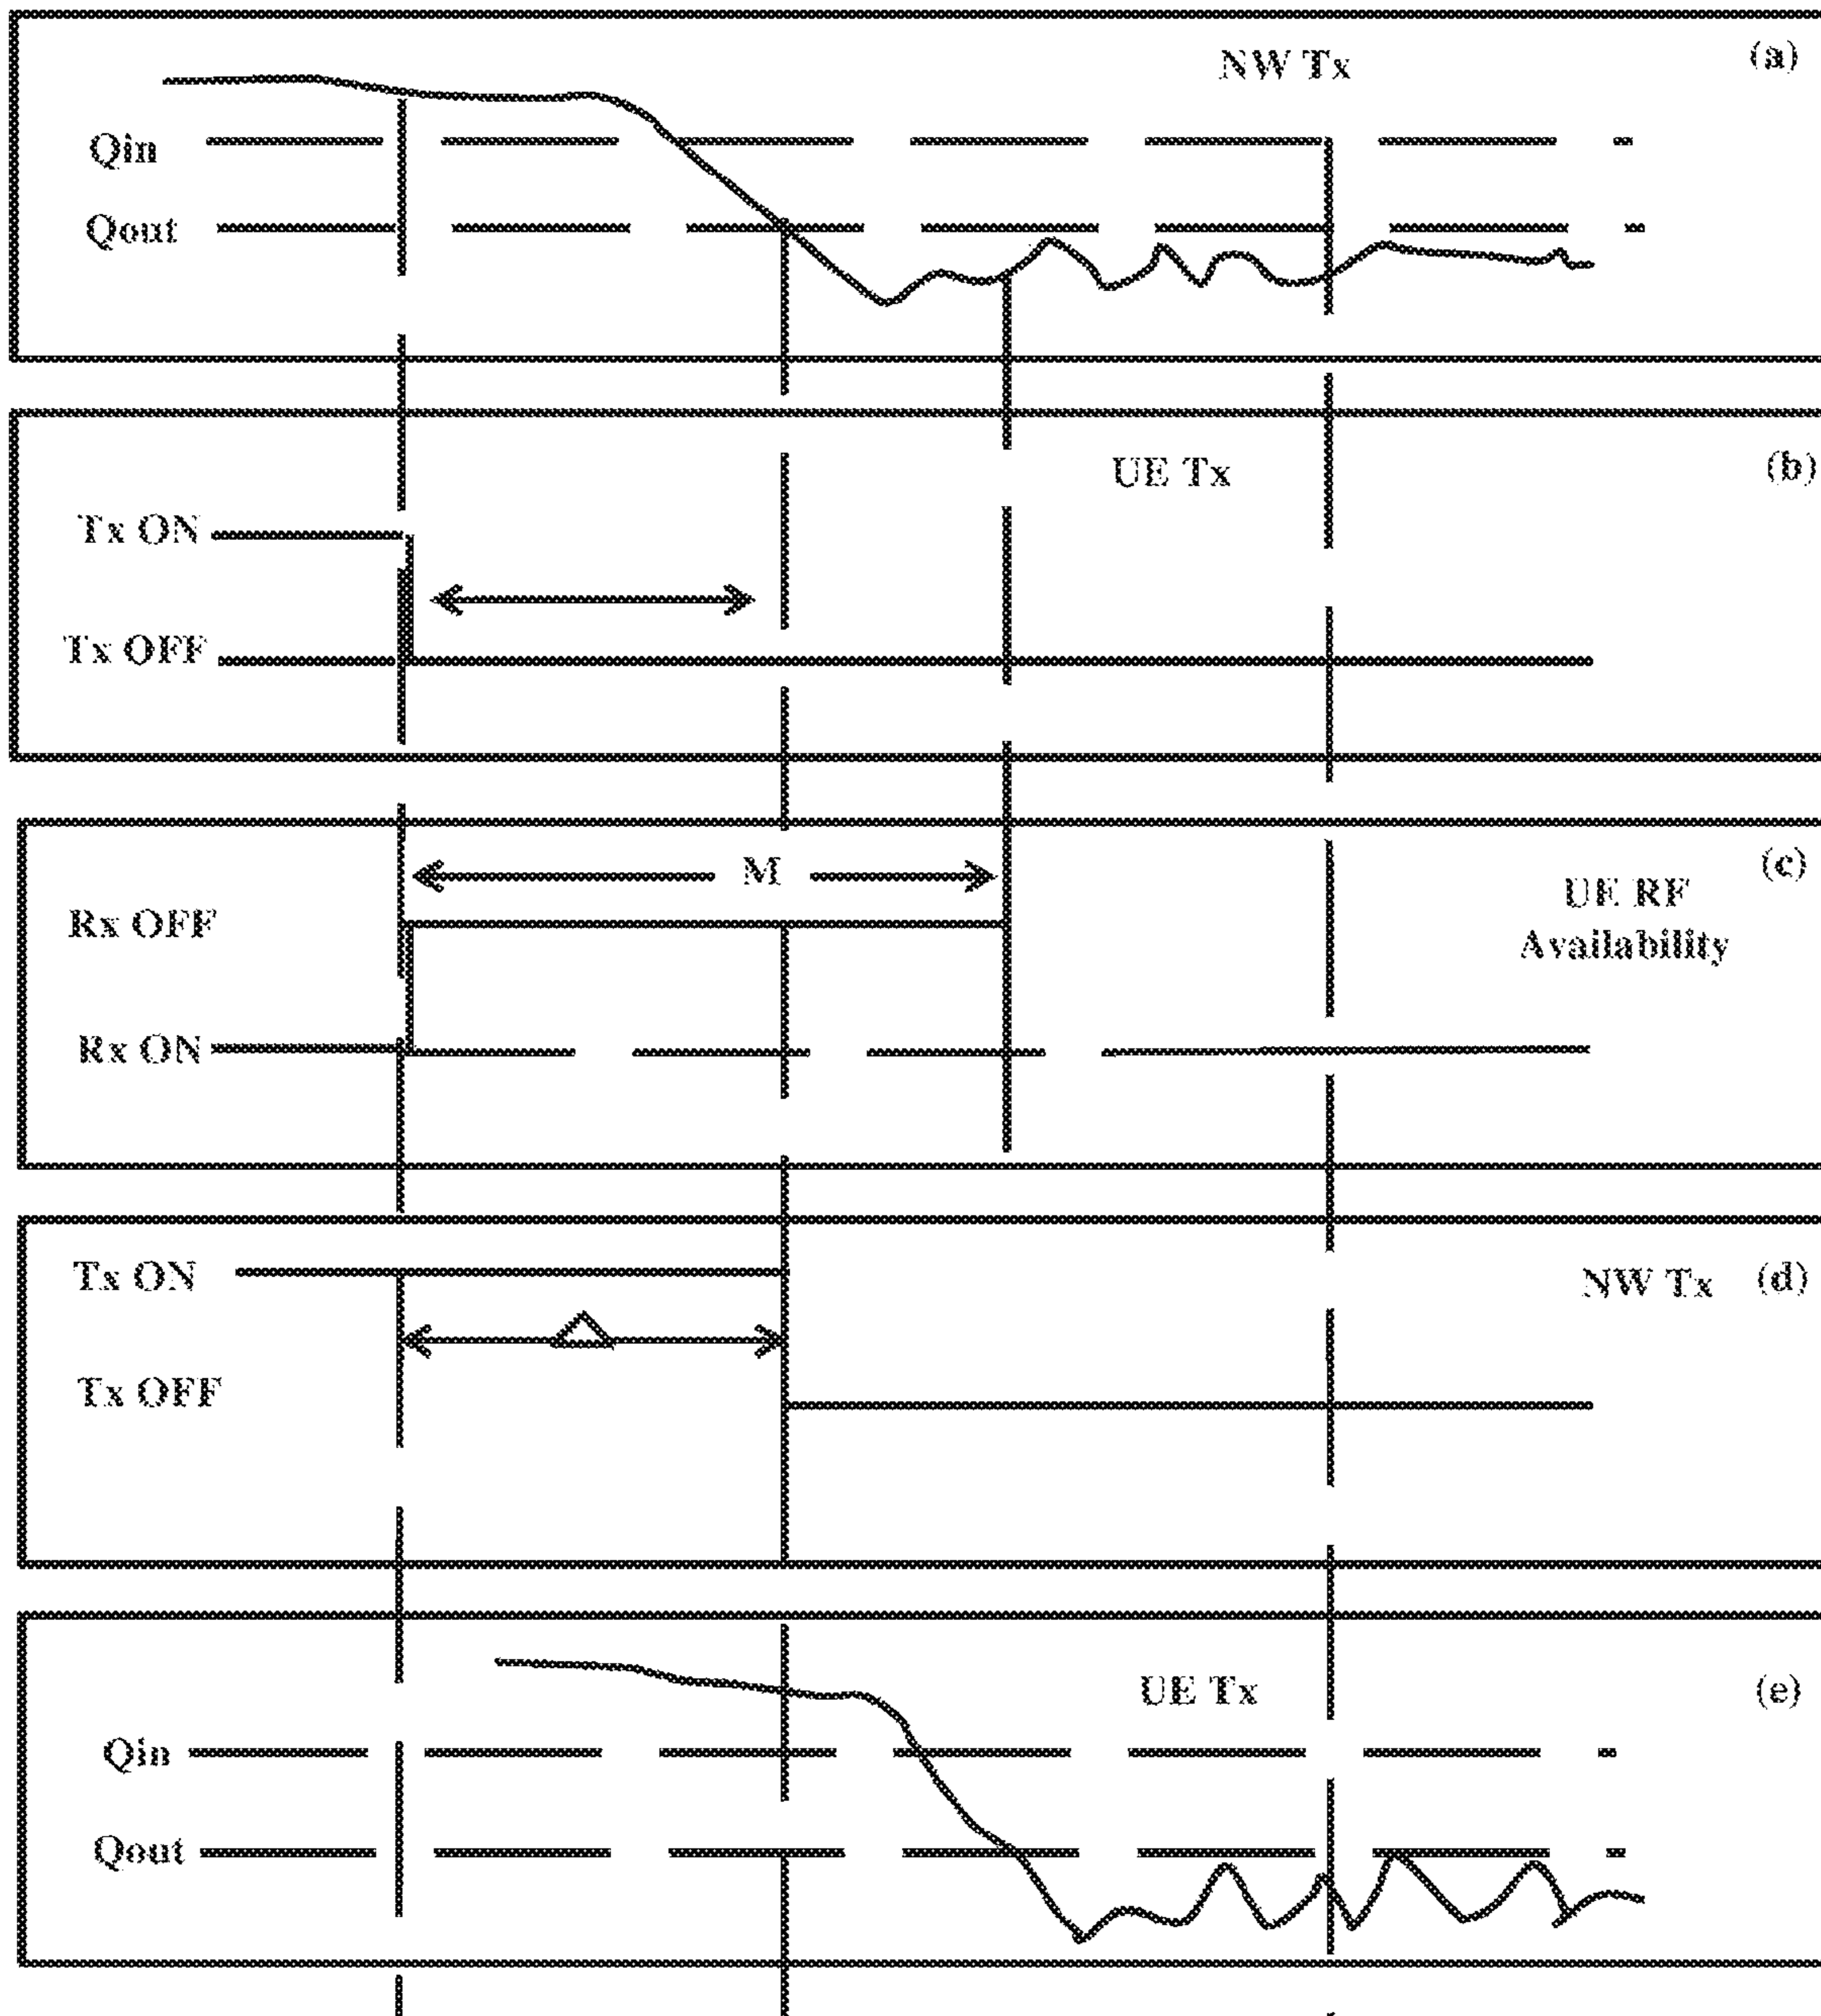 NW Tx
(a)
Qin
Qout
UE Tx
(b)
Tx ON
Tx OFF
M
(c)
Rx OFF
UE RF
Availability
Rx ON
Tx ON
NW Tx
(d)
Tx OFF
UE Tx
(e)
Qin
Qout